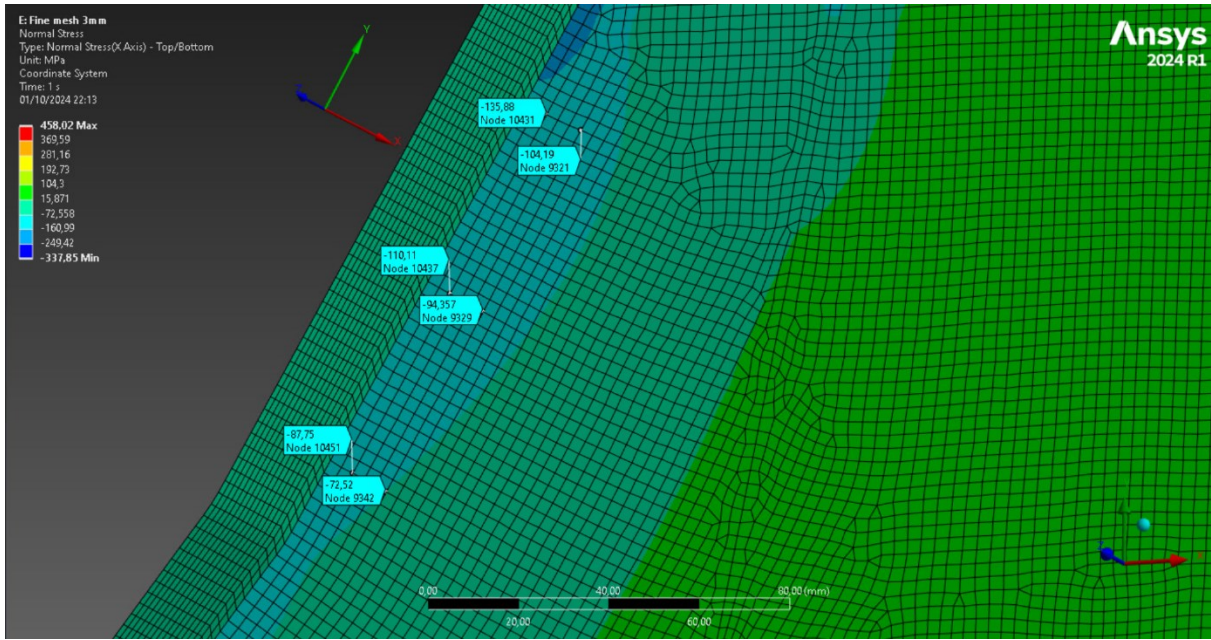 E: Fine mesh 3mm
Normal Stress
Type: Normal Stress(X Axis) - Top/Bottom
Unit: MPa
Coordinate System
Time: 1 s
01/10/2024 22:13
458,02 Max
369,59
281,16
192,73
104,3
15,871
-72,558
-160,99
-249,42
-337,85 Min
Ansys
2024 R1
Y
Z
X
-135,88
Node 10431
-104,19
Node 9321
-110,11
Node 10437
-94,357
Node 9329
-87,75
Node 10451
-72,52
Node 9342
0,00
40,00
80,00 (mm)
20,00
60,00
Z
X